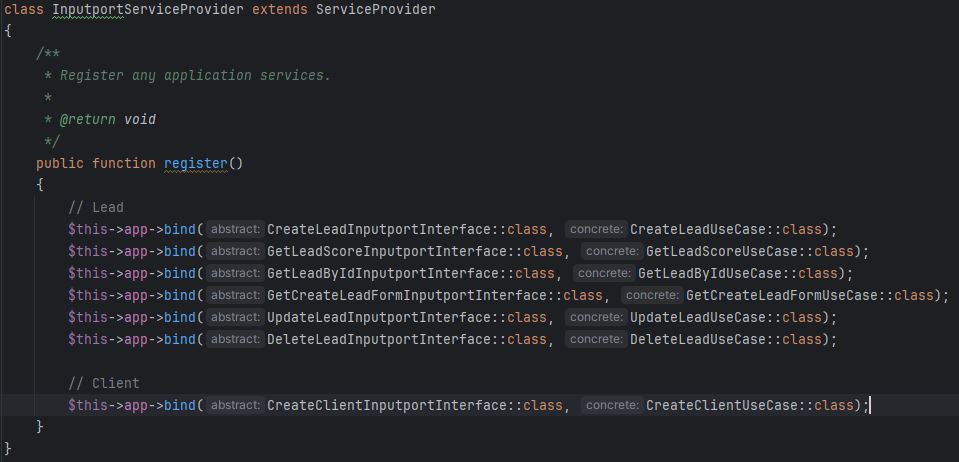 class InputportServiceProvider extends ServiceProvider
{
/**
* Register any application services.
*
* @return void
*/
public function register()
{
// Lead
$this->app->bind( abstract: CreateLeadInputportInterface::class, concrete: CreateLeadUseCase::class);
$this->app->bind( abstract: GetLeadScoreInputportInterface::class, concrete: GetLeadScoreUseCase::class);
$this->app->bind( abstract: GetLeadByIdInputportInterface::class, concrete: GetLeadByIdUseCase::class);
$this->app->bind( abstract: GetCreateLeadFormInputportInterface::class, concrete: GetCreateLeadFormUseCase::class);
$this->app->bind( abstract: UpdateLeadInputportInterface::class, concrete: UpdateLeadUseCase::class);
$this->app->bind( abstract: DeleteLeadInputportInterface::class, concrete: DeleteLeadUseCase::class);
// Client
$this->app->bind( abstract: CreateClientInputportInterface::class, concrete: CreateClientUseCase::class);
}
}